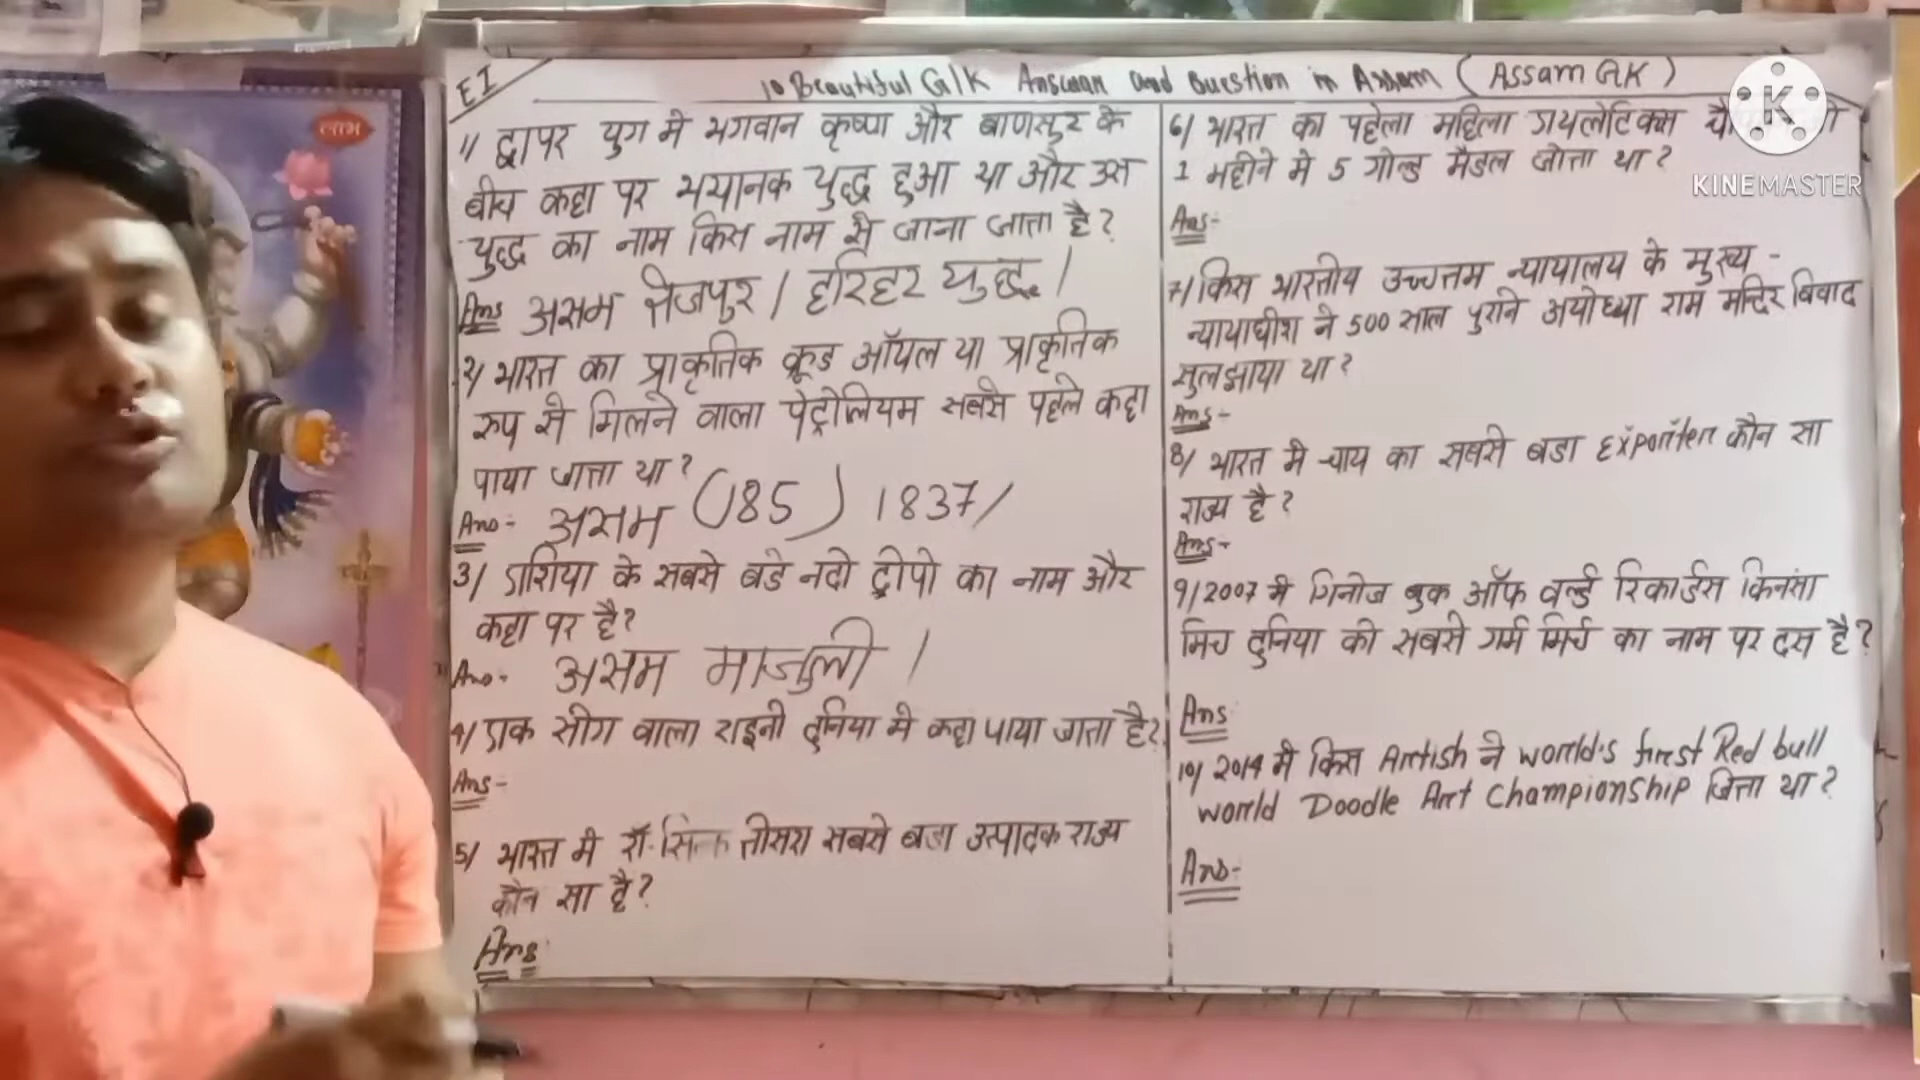 लाभ
E I
10 Beautiful G/K Answar and Question in Assam ( Assam GK )
1/ द्वापर युग मे भगवान कृष्ण और बाणसुर के
बीच कहा पर भयानक युद्ध हुआ था और उस
युद्ध का नाम किस नाम से जाना जाता है?
Ans असम तेजपुर / हरिहर युद्ध /
2/ भारत का प्राकृतिक क्रूड ऑयल या प्राकृतिक
रुप से मिलने वाला पेट्रोलियम सबसे पहले कहा
पाया जाता था?
Ans:- असम (185 ) 1837/
3/ एशिया के सबसे बडे नदी द्वीपो का नाम और
कहा पर है?
Ans- असम माजुली /
4/ एक सींग वाला राइनो दुनिया मे कहा पाया जाता है?
Ans-
5/ भारत मे रॉ-सिल्क तीसरा सबसे बडा उत्पादक राज्य
कौन सा है?
Ans
6/ भारत का पहेला महिला एथलेटिक्स
1 महीने मे 5 गोल्ड मैडल जीता था?
Ans-
7/ किस भारतीय उच्चतम न्यायालय के मुख्य -
न्यायाधीश ने 500 साल पुराने अयोध्या राम मन्दिर विवाद
सुलझाया था?
Ans-
8/ भारत मे चाय का सबसे बडा Exporter कौन सा
राज्य है?
Ans-
9/ 2007 मे गिनीज बुक ऑफ वर्ल्ड रिकार्डस किनसा
मिच दुनिया की सबसे गर्म मिर्च का नाम पर दस है?
Ans
10/ 2014 मे किस Artish ने world's first Red bull
world Doodle Art Championship जिता था?
Ans-
K
KINEMASTER